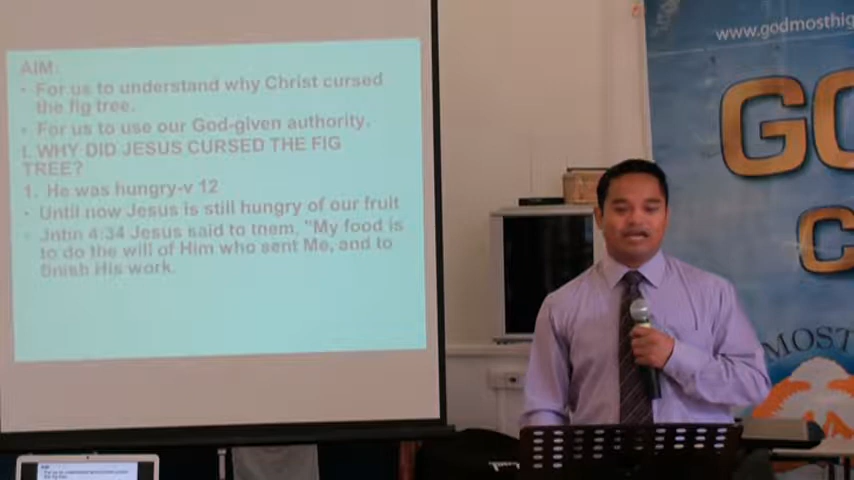 AIM:
• For us to understand why Christ cursed
the fig tree.
• For us to use our God-given authority.
I. WHY DID JESUS CURSED THE FIG
TREE?
1. He was hungry-v 12
• Until now Jesus is still hungry of our fruit
• John 4:34 Jesus said to them, "My food is
to do the will of Him who sent Me, and to
finish His work.
www.godmosthig
GO
C
MOST